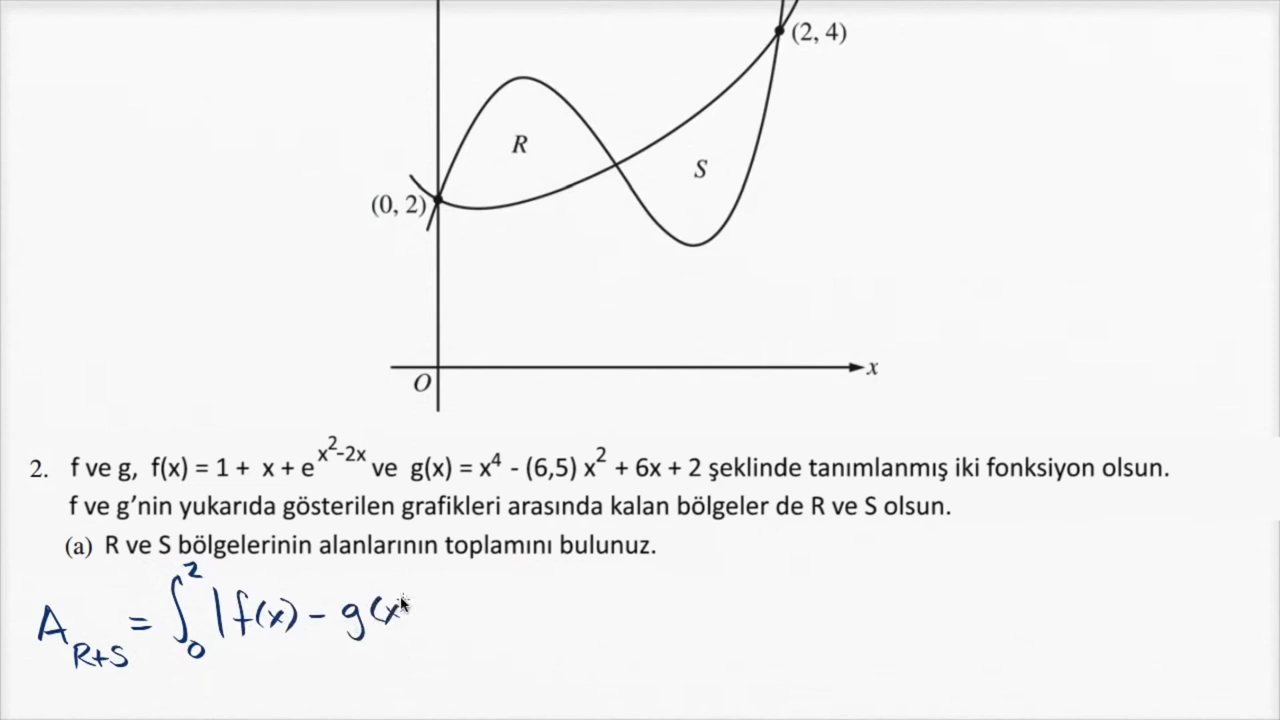 (2, 4)
R
S
(0, 2)
x
O
2. f ve g, f(x) = 1 + x + e^x²-2x ve g(x) = x⁴ - (6,5) x² + 6x + 2 şeklinde tanımlanmış iki fonksiyon olsun.
f ve g’nin yukarıda gösterilen grafikleri arasında kalan bölgeler de R ve S olsun.
(a) R ve S bölgelerinin alanlarının toplamını bulunuz.
A_R+S = ∫₀² |f(x) - g(x